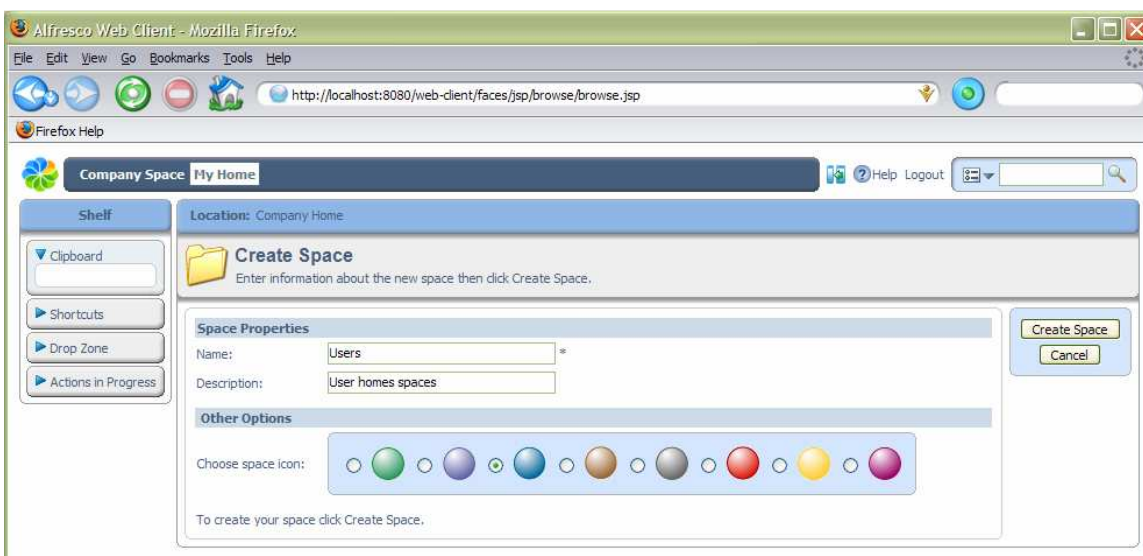 Alfresco Web Client - Mozilla Firefox
File Edit View Go Bookmarks Tools Help
http://localhost:8080/web-client/faces/jsp/browse/browse.jsp
Firefox Help
Company Space My Home
Help Logout
Shelf
Location: Company Home
Clipboard
Create Space
Enter information about the new space then click Create Space.
Shortcuts
Drop Zone
Actions in Progress
Space Properties
Name: Users *
Description: User homes spaces
Other Options
Choose space icon:
To create your space click Create Space.
Create Space
Cancel